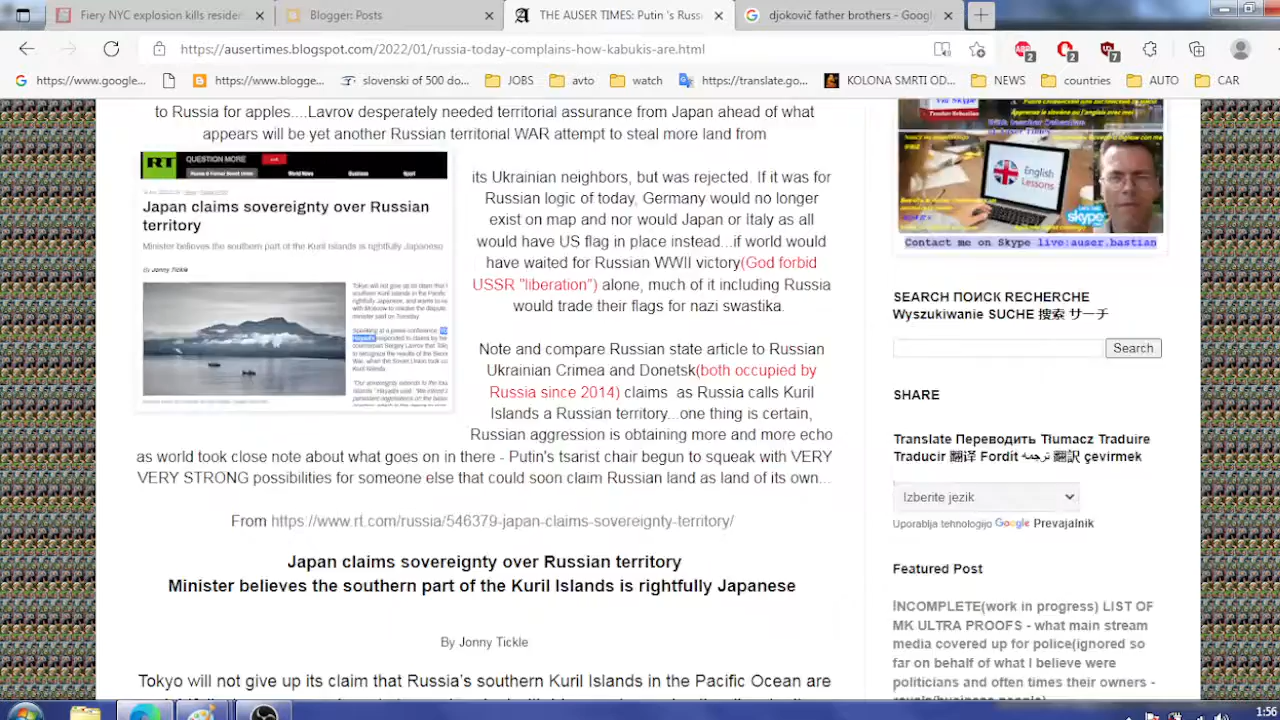 Fiery NYC explosion kills reside
Blogger: Posts
THE AUSER TIMES: Putin 's Russ
djokovič father brothers - Googl
https://ausertimes.blogspot.com/2022/01/russia-today-complains-how-kabukis-are.html
2
2
7
https://www.google...
https://www.blogge...
slovenski of 500 do...
JOBS
avto
watch
https://translate.go...
KOLONA SMRTI OD...
NEWS
countries
AUTO
CAR
appears will be yet another Russian territorial WAR attempt to steal more land from
RT
QUESTION MORE
Japan claims sovereignty over Russian
territory
Minister believes the southern part of the Kuril Islands is rightfully Japanese
By Jonny Tickle
its Ukrainian neighbors, but was rejected. If it was for
Russian logic of today, Germany would no longer
exist on map and nor would Japan or Italy as all
would have US flag in place instead...if world would
have waited for Russian WWII victory(God forbid
USSR "liberation") alone, much of it including Russia
would trade their flags for nazi swastika.
Note and compare Russian state article to Russian
Ukrainian Crimea and Donetsk(both occupied by
Russia since 2014) claims as Russia calls Kuril
Islands a Russian territory...one thing is certain,
Russian aggression is obtaining more and more echo
as world took close note about what goes on in there - Putin's tsarist chair begun to squeak with VERY
VERY STRONG possibilities for someone else that could soon claim Russian land as land of its own...
From https://www.rt.com/russia/546379-japan-claims-sovereignty-territory/
Japan claims sovereignty over Russian territory
Minister believes the southern part of the Kuril Islands is rightfully Japanese
By Jonny Tickle
Tokyo will not give up its claim that Russia's southern Kuril Islands in the Pacific Ocean are
English
Lessons
skype
Contact me on Skype live:auser.bastian
SEARCH ПОИСК RECHERCHE
Wyszukiwanie SUCHE 搜索 サーチ
Search
SHARE
Translate Переводить Tłumacz Traduire
Traducir 翻译 Fordít ترجمه 翻訳 çevirmek
Izberite jezik
Uporablja tehnologijo Google Prevajalnik
Featured Post
INCOMPLETE(work in progress) LIST OF
MK ULTRA PROOFS - what main stream
media covered up for police(ignored so
far on behalf of what I believe were
politicians and often times their owners -
1:56